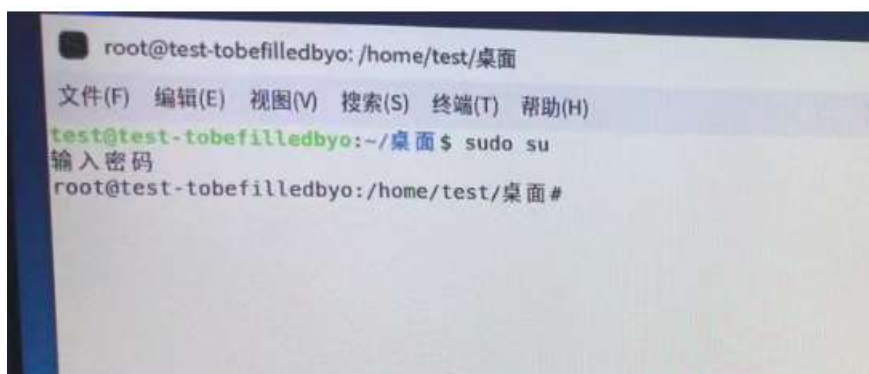 root@test-tobefilledbyo: /home/test/桌面
文件(F) 编辑(E) 视图(V) 搜索(S) 终端(T) 帮助(H)
test@test-tobefilledbyo:~/桌面$ sudo su
输入密码
root@test-tobefilledbyo:/home/test/桌面#